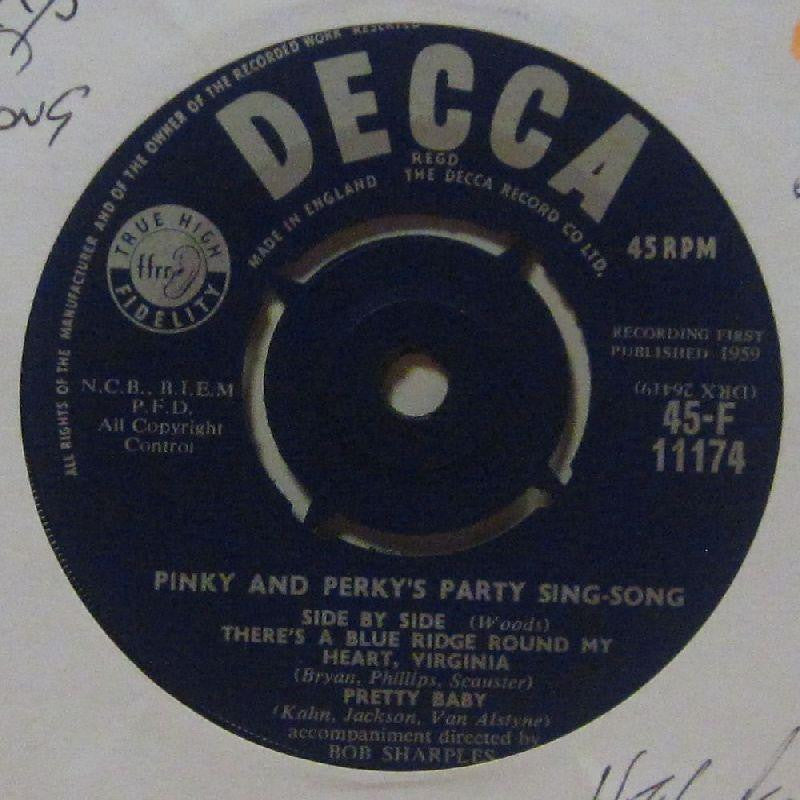 ONG
ALL RIGHTS OF THE MANUFACTURER AND OF THE OWNER OF THE RECORDED WORK RESERVED
DECCA
REGD
MADE IN ENGLAND THE DECCA RECORD CO LTD.
TRUE HIGH
ffrr
FIDELITY
45 RPM
RECORDING FIRST
PUBLISHED 1959
N.C.B., B.I.E.M
P.F.D.
All Copyright
Control
(DRX 26419)
45-F
11174
PINKY AND PERKY'S PARTY SING-SONG
SIDE BY SIDE (Woods)
THERE'S A BLUE RIDGE ROUND MY
HEART, VIRGINIA
(Bryan, Phillips, Scauster)
PRETTY BABY
(Kahn, Jackson, Van Alstyne)
accompaniment directed by
BOB SHARPLES